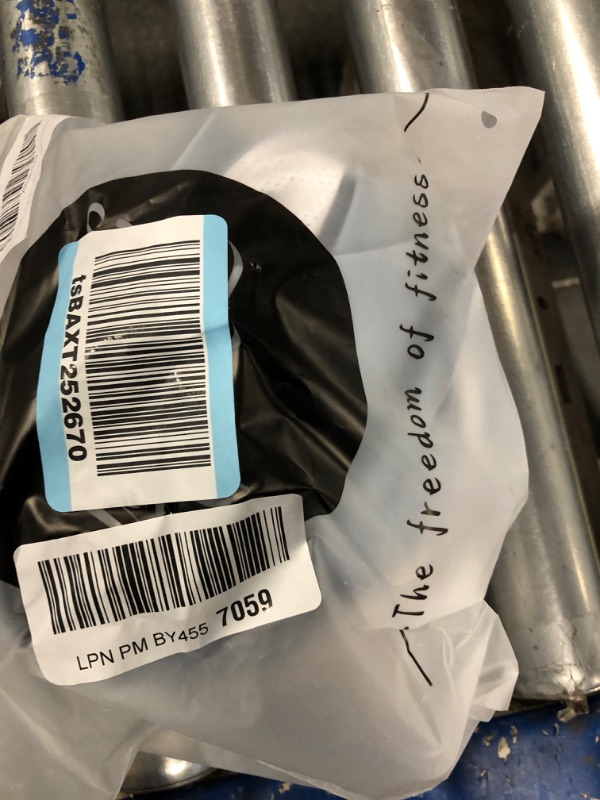 tsBAXT252670
LPN PM BY455 7059
The freedom of fitness